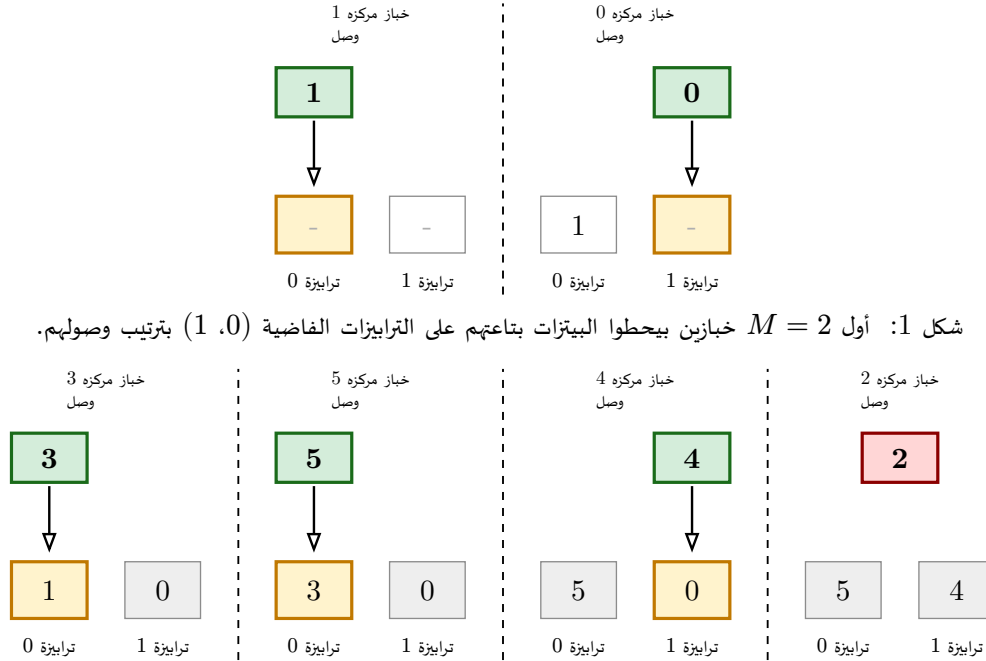 خباز مركزه 1
وصل
خباز مركزه 0
وصل
1
0
-
-
1
-
ترابيزة 0
ترابيزة 1
ترابيزة 0
ترابيزة 1
شكل 1: أول M = 2 خبازين بيحطوا البيتزات بتاعتهم على الترابيزات الفاضية (0، 1) بترتيب وصولهم.
خباز مركزه 3
وصل
خباز مركزه 5
وصل
خباز مركزه 4
وصل
خباز مركزه 2
وصل
3
5
4
2
1
0
3
0
5
0
5
4
ترابيزة 0
ترابيزة 1
ترابيزة 0
ترابيزة 1
ترابيزة 0
ترابيزة 1
ترابيزة 0
ترابيزة 1